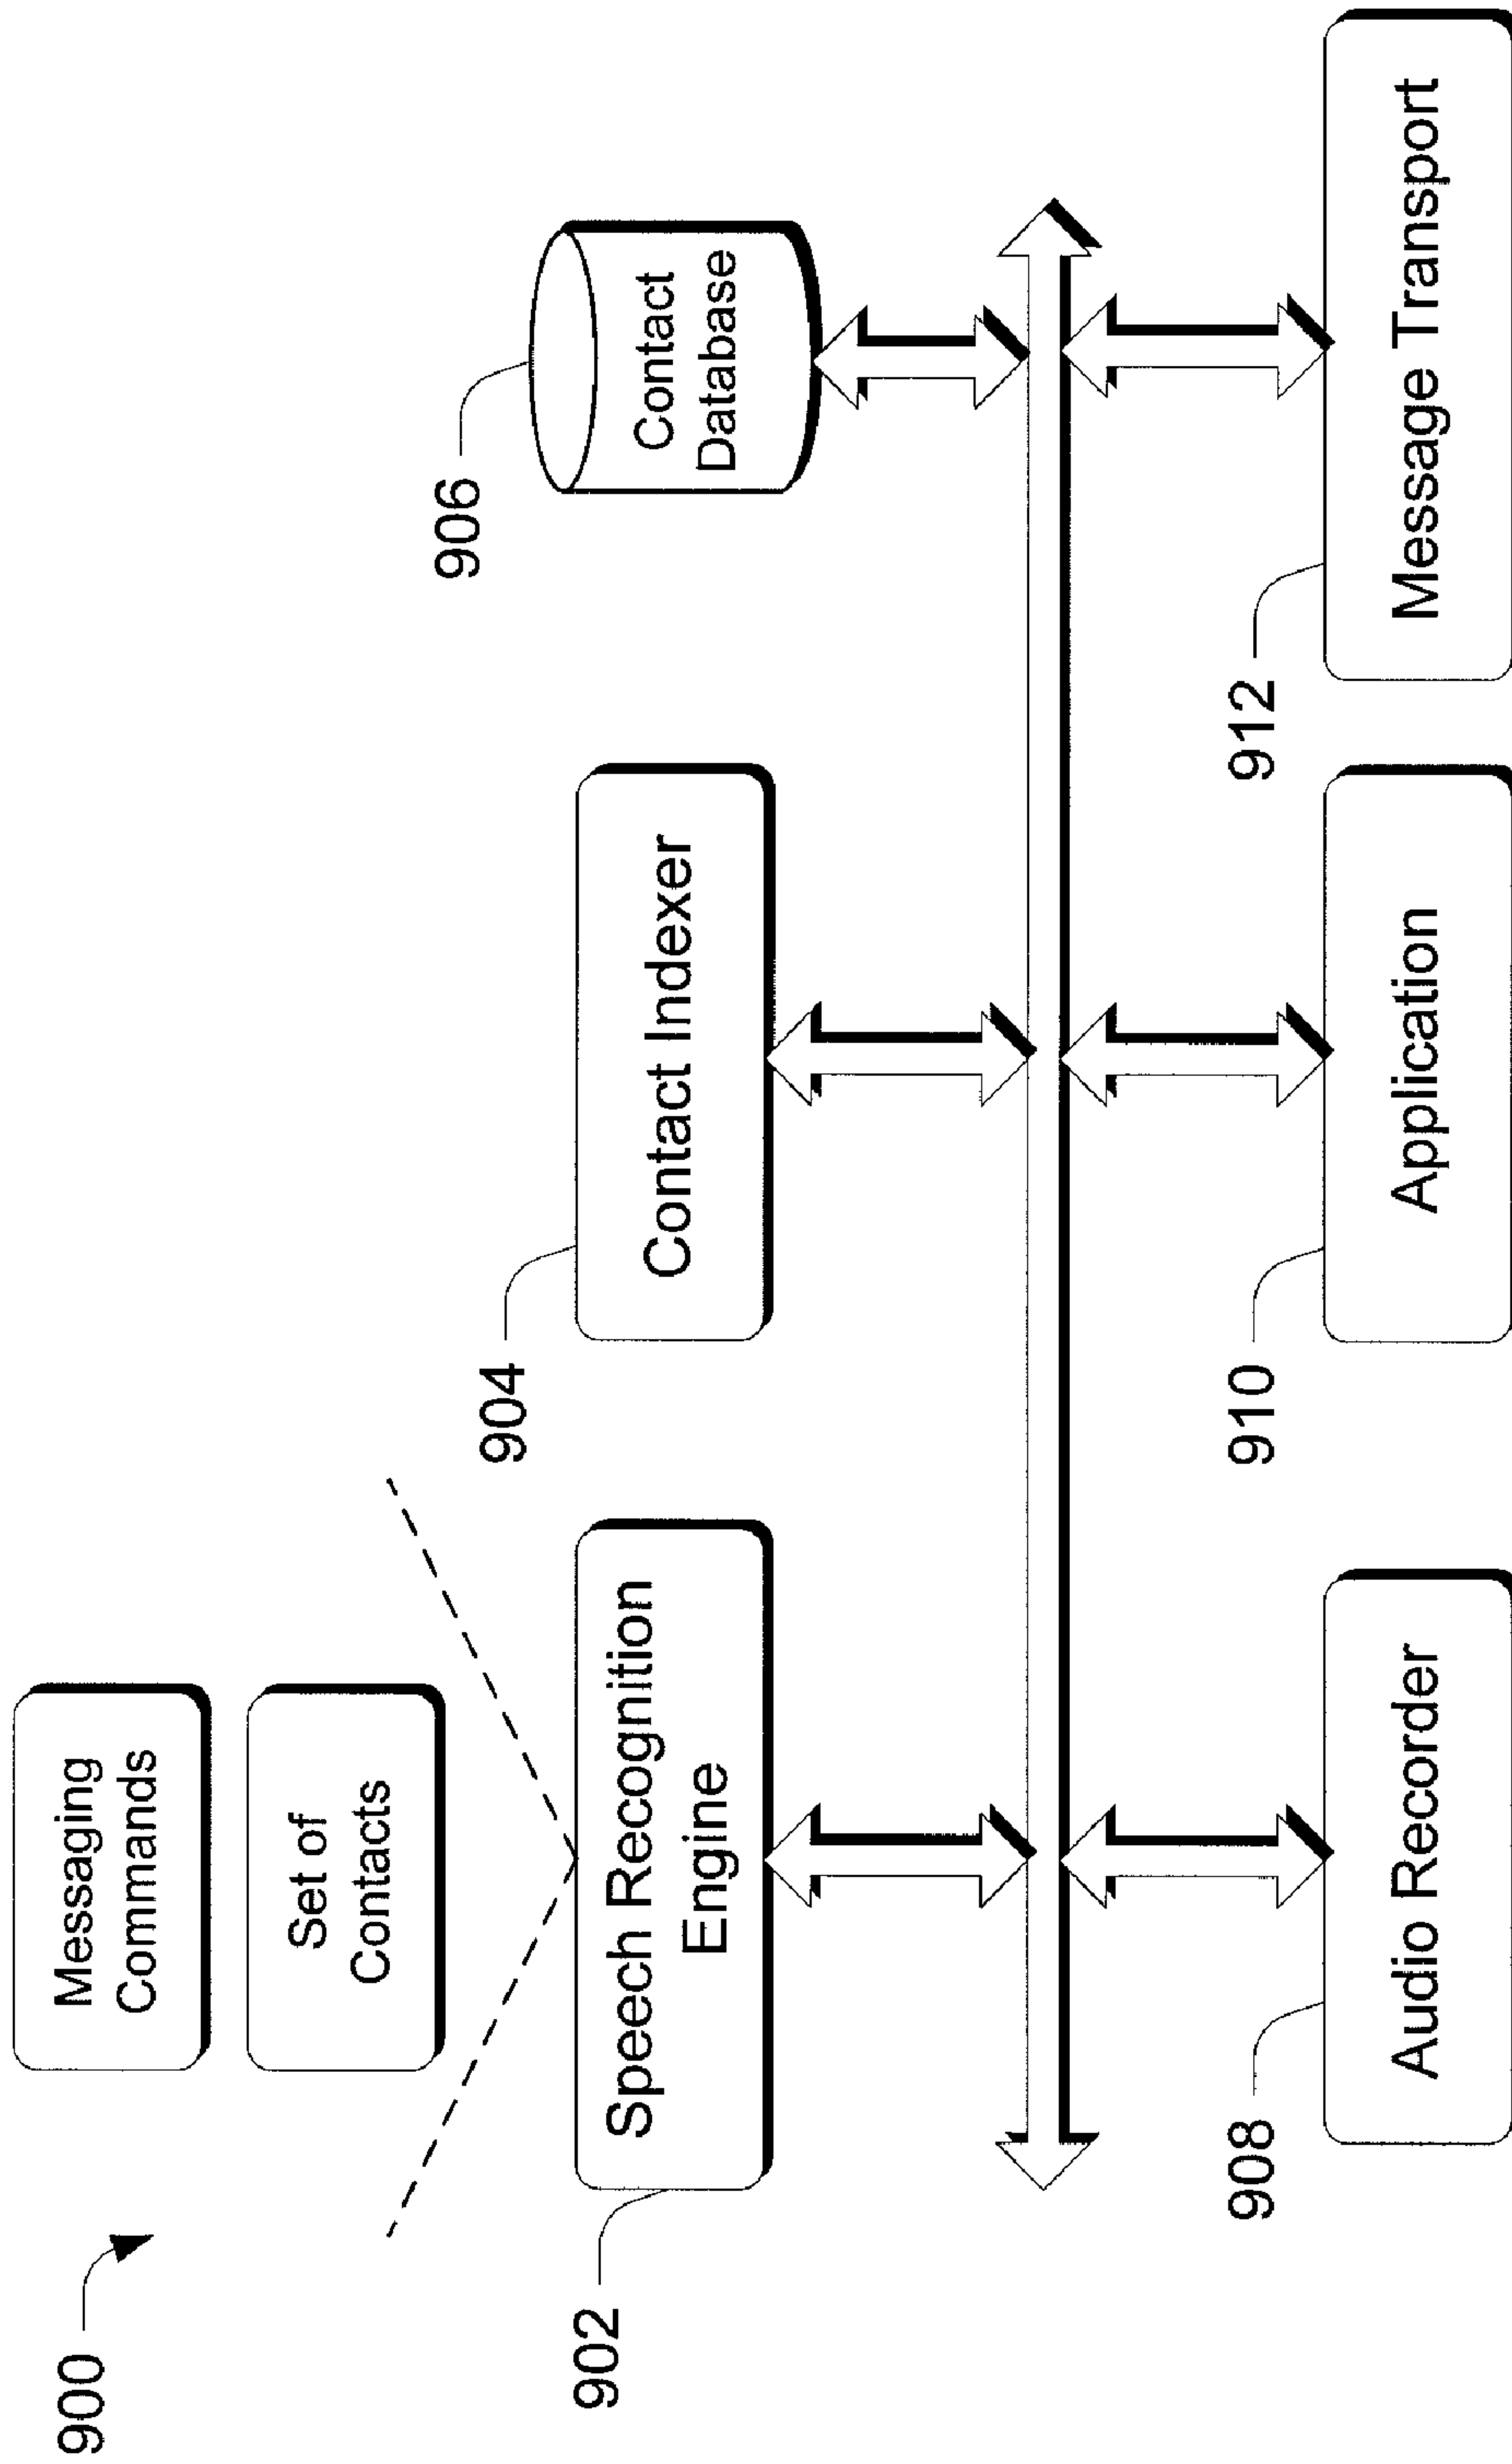 900
Messaging
Commands
Set of
Contacts
902
Speech Recognition
Engine
904
Contact Indexer
906
Contact
Database
908
Audio Recorder
910
Application
912
Message Transport